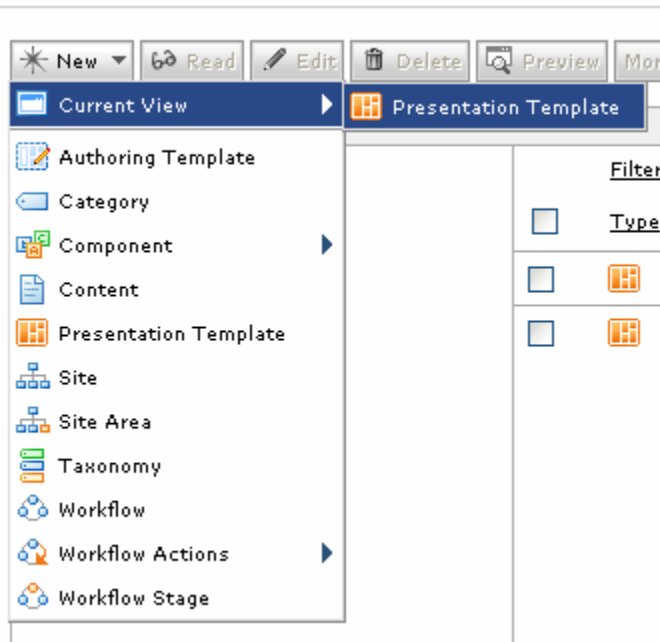 New Read Edit Delete Preview
Current View Presentation Template
Authoring Template
Filter
Category
Type
Component
Content
Presentation Template
Site
Site Area
Taxonomy
Workflow
Workflow Actions
Workflow Stage